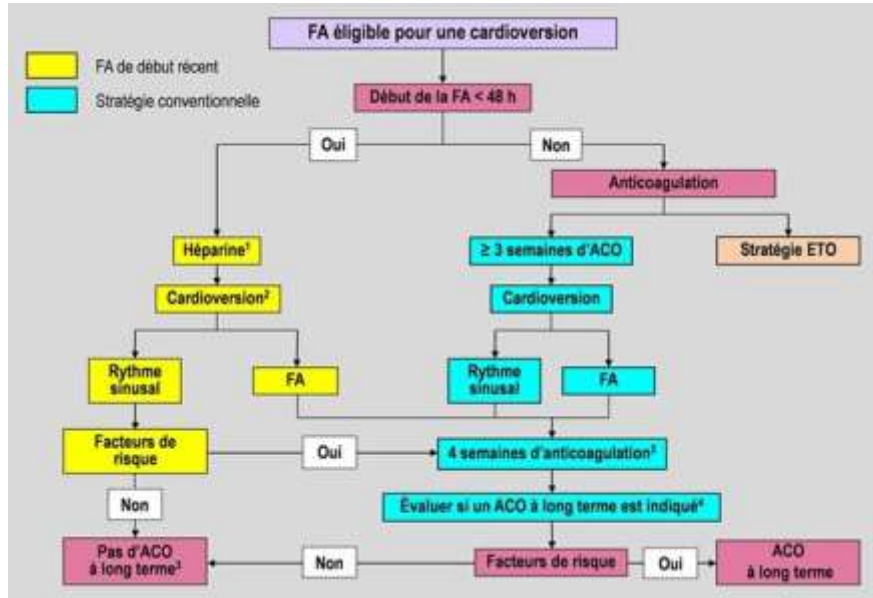 FA éligible pour une cardioversion
FA de début récent
Stratégie conventionnelle
Début de la FA < 48 h
Oui
Non
Anticoagulation
Héparine¹
≥ 3 semaines d'ACO
Stratégie ETO
Cardioversion²
Cardioversion
Rythme
sinusal
FA
Rythme
sinusal
FA
Facteurs de
risque
Oui
4 semaines d'anticoagulation³
Non
Évaluer si un ACO à long terme est indiqué⁴
Pas d'ACO
à long terme³
Non
Facteurs de risque
Oui
ACO
à long terme